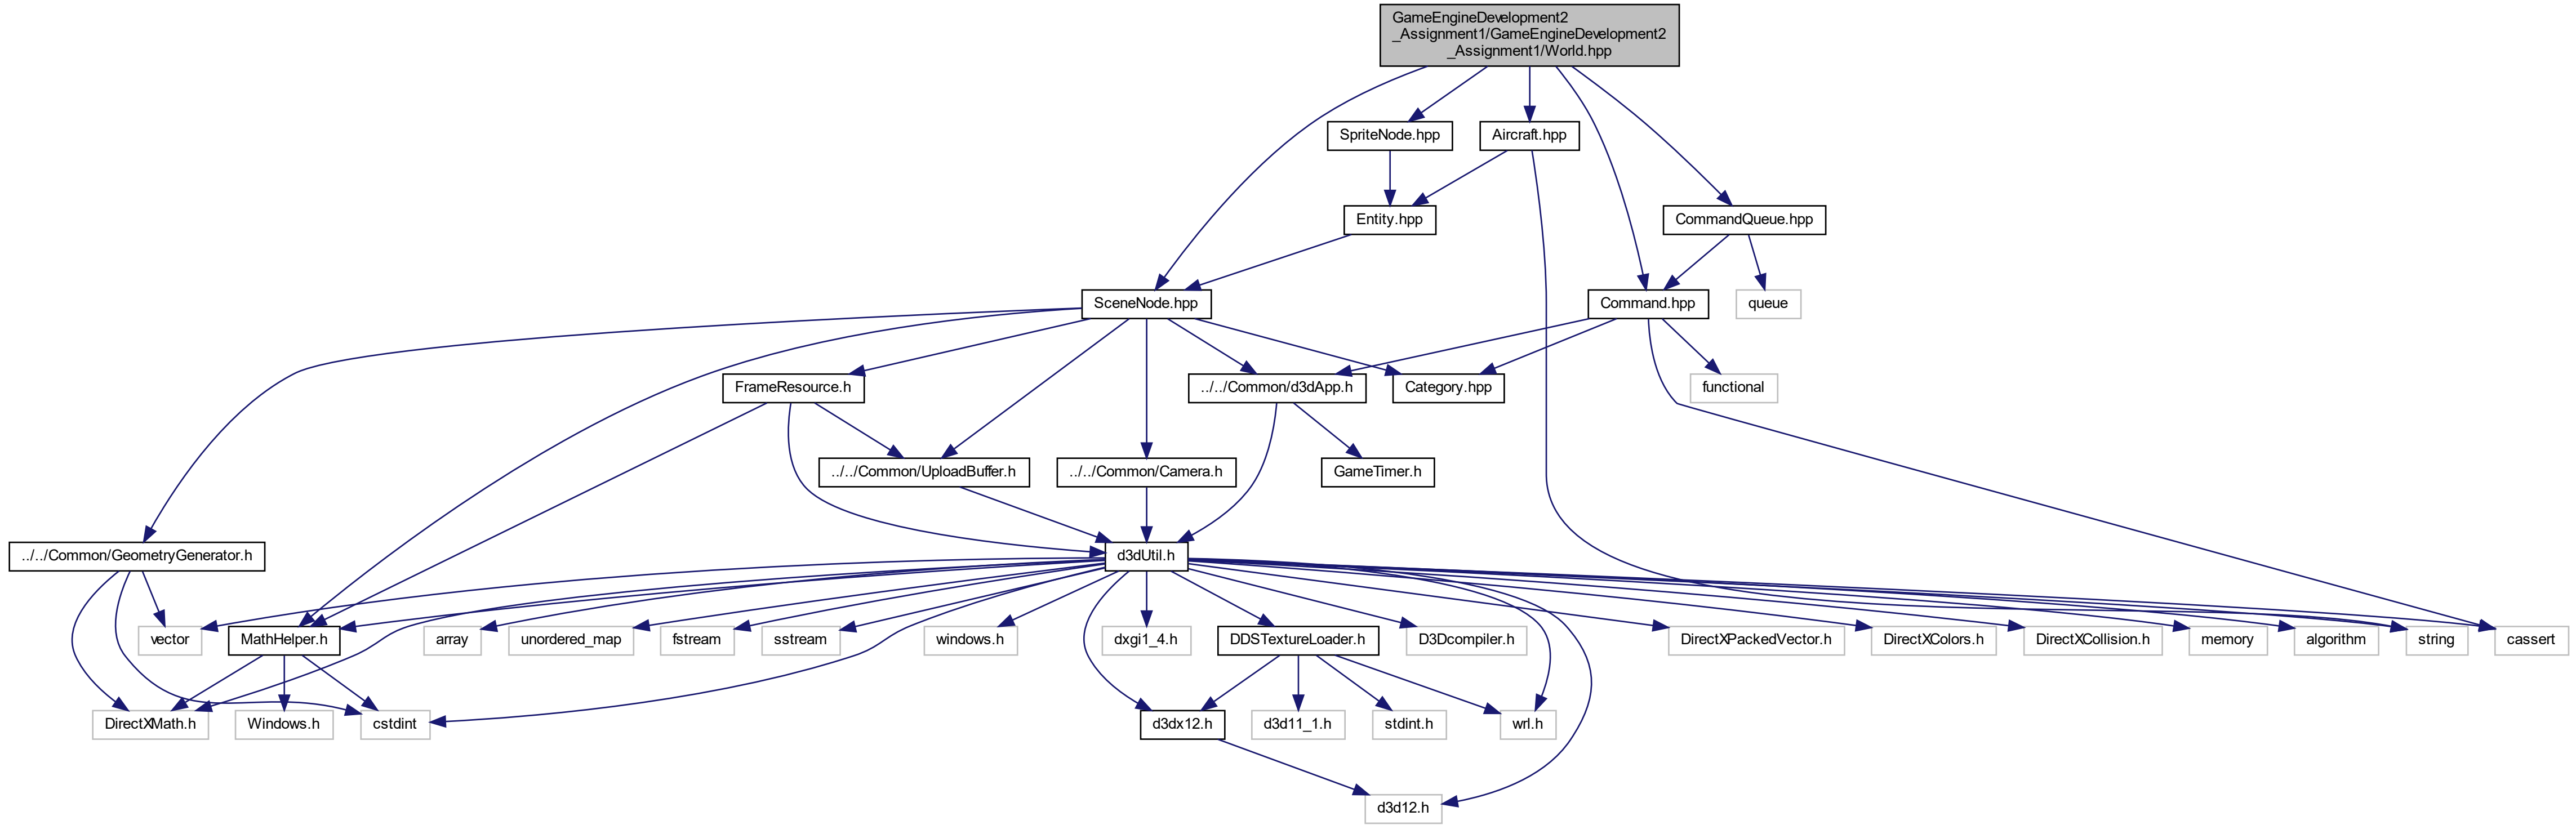 GameEngineDevelopment2
_Assignment1/GameEngineDevelopment2
_Assignment1/World.hpp
SpriteNode.hpp
Aircraft.hpp
Entity.hpp
CommandQueue.hpp
SceneNode.hpp
Command.hpp
queue
FrameResource.h
../../Common/d3dApp.h
Category.hpp
functional
../../Common/UploadBuffer.h
../../Common/Camera.h
GameTimer.h
../../Common/GeometryGenerator.h
d3dUtil.h
vector
MathHelper.h
array
unordered_map
fstream
sstream
windows.h
dxgi1_4.h
DDSTextureLoader.h
D3Dcompiler.h
DirectXPackedVector.h
DirectXColors.h
DirectXCollision.h
memory
algorithm
string
cassert
DirectXMath.h
Windows.h
cstdint
d3dx12.h
d3d11_1.h
stdint.h
wrl.h
d3d12.h